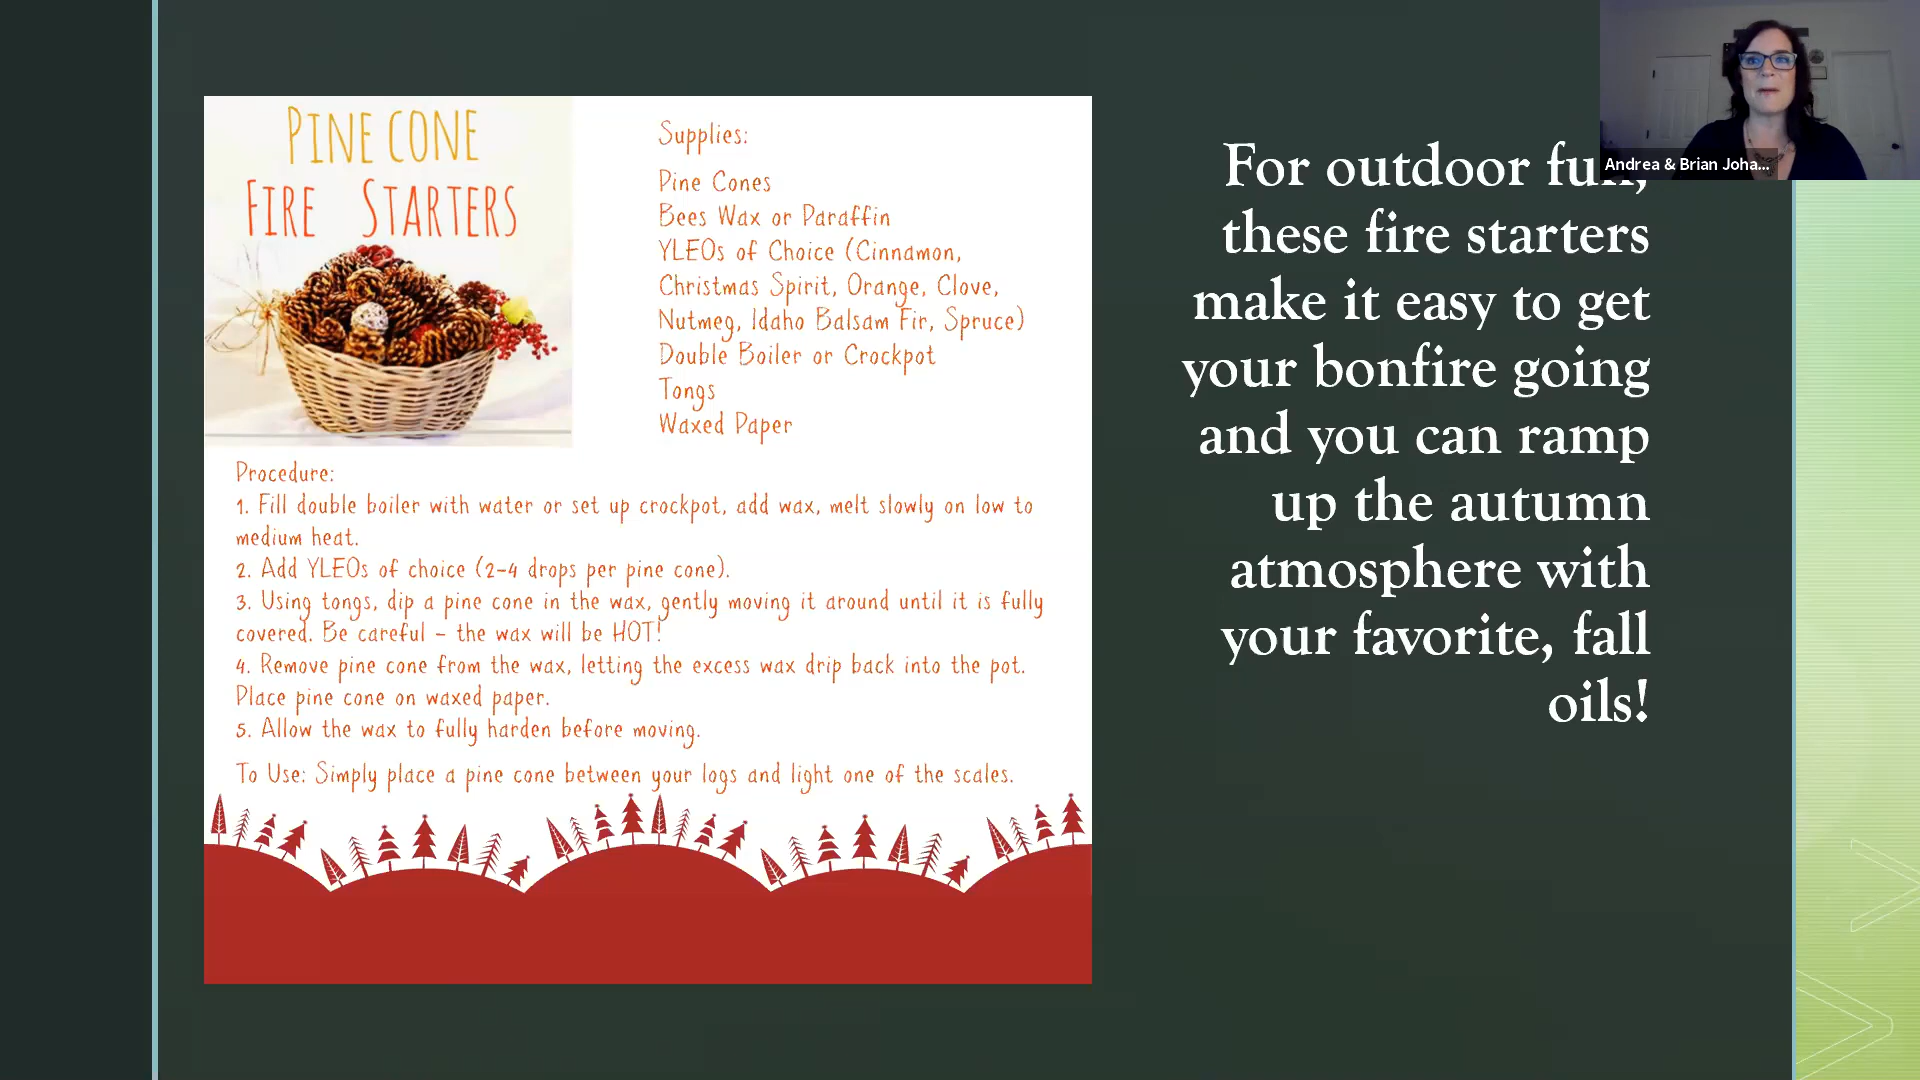 PINE CONE
FIRE STARTERS
Supplies:
Pine Cones
Bees Wax or Paraffin
YLEOs of Choice (Cinnamon,
Christmas Spirit, Orange, Clove,
Nutmeg, Idaho Balsam Fir, Spruce)
Double Boiler or Crockpot
Tongs
Waxed Paper
Procedure:
1. Fill double boiler with water or set up crockpot, add wax, melt slowly on low to
medium heat.
2. Add YLEOs of choice (2-4 drops per pine cone).
3. Using tongs, dip a pine cone in the wax, gently moving it around until it is fully
covered. Be careful - the wax will be HOT!
4. Remove pine cone from the wax, letting the excess wax drip back into the pot.
Place pine cone on waxed paper.
5. Allow the wax to fully harden before moving.
To Use: Simply place a pine cone between your logs and light one of the scales.
For outdoor fun,
these fire starters
make it easy to get
your bonfire going
and you can ramp
up the autumn
atmosphere with
your favorite, fall
oils!
Andrea & Brian Joha...